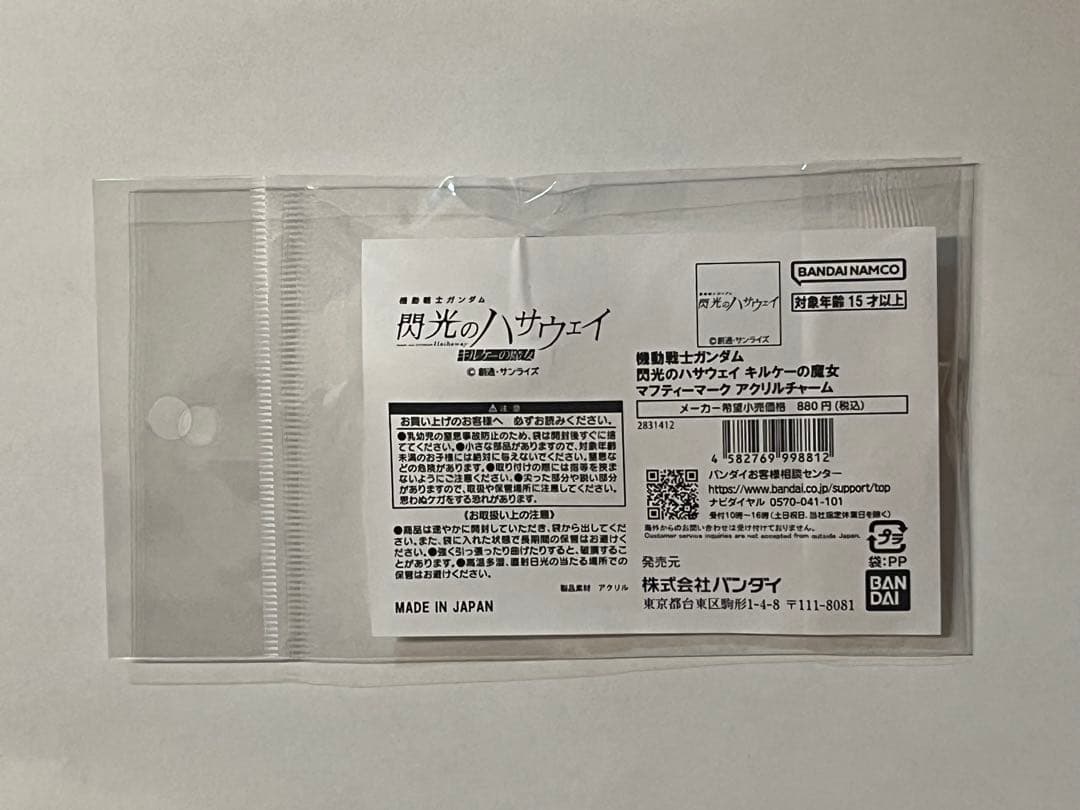 機動戦士ガンダム
閃光のハサウェイ
Hathaway
キルケーの魔女
©創通・サンライズ
⚠注意
お買い上げのお客様へ 必ずお読みください。
●乳幼児の窒息事故防止のため、袋は開封後すぐに捨
ててください。●小さな部品がありますので、対象年齢
未満のお子様には絶対に与えないでください。窒息な
どの危険があります。●取り付けの際には指等を挟ま
ないようにご注意ください。●尖った部分や鋭い部分
がありますので、取扱や保管場所に注意してください。
思わぬケガをする恐れがあります。
《お取扱い上の注意》
●商品は速やかに開封していただき、袋から出してくださ
い。また、袋に入れた状態で長期間の保管はお避けくだ
さい。●強く引っ張ったり曲げたりすると、破損するこ
とがあります。●高温多湿、直射日光の当たる場所での
保管はお避けください。
製品素材 アクリル
MADE IN JAPAN
機動戦士ガンダム
閃光のハサウェイ
©創通・サンライズ
BANDAI NAMCO
対象年齢15才以上
機動戦士ガンダム
閃光のハサウェイ キルケーの魔女
マフティーマーク アクリルチャーム
メーカー希望小売価格 880円(税込)
2831412
4 582769 998812
バンダイお客様相談センター
https://www.bandai.co.jp/support/top
ナビダイヤル 0570-041-101
受付10時~16時(土日祝日、当社指定休業日を除く)
海外からのお問い合わせは受け付けておりません。
Customer service inquiries are not accepted from outside Japan.
プラ
袋:PP
発売元
株式会社バンダイ
東京都台東区駒形1-4-8 〒111-8081
BAN
DAI